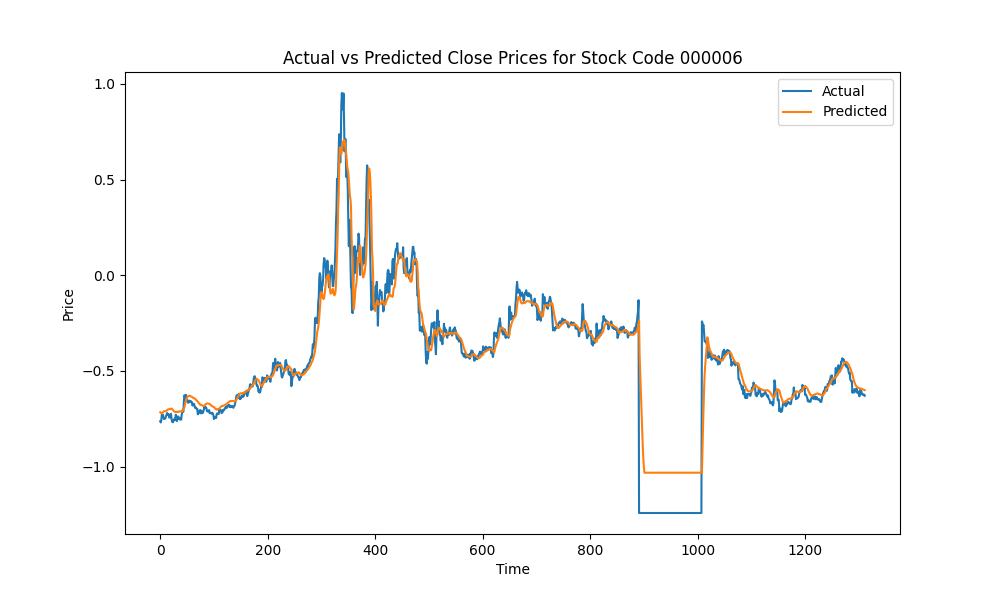 Actual vs Predicted Close Prices for Stock Code 000006
Actual
Predicted
Price
1.0
0.5
0.0
−0.5
−1.0
0
200
400
600
800
1000
1200
Time